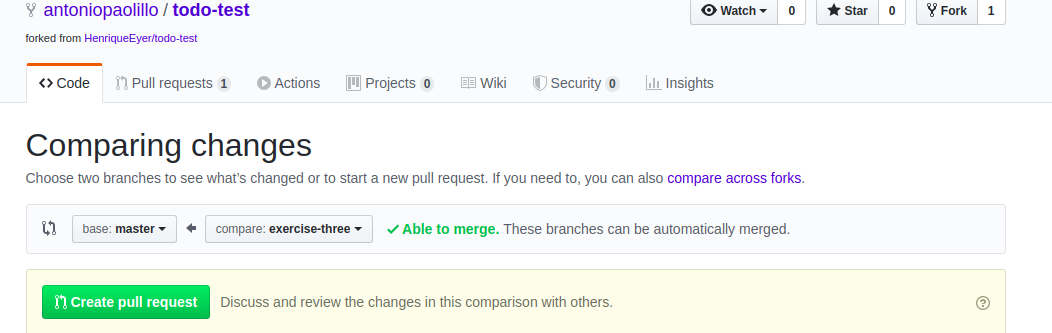 antoniopaolillo / todo-test Watch 0 Star 0 Fork 1
forked from HenriqueEyer/todo-test
Code Pull requests 1 Actions Projects 0 Wiki Security 0 Insights
Comparing changes
Choose two branches to see what's changed or to start a new pull request. If you need to, you can also compare across forks.
base: master compare: exercise-three Able to merge. These branches can be automatically merged.
Create pull request Discuss and review the changes in this comparison with others.